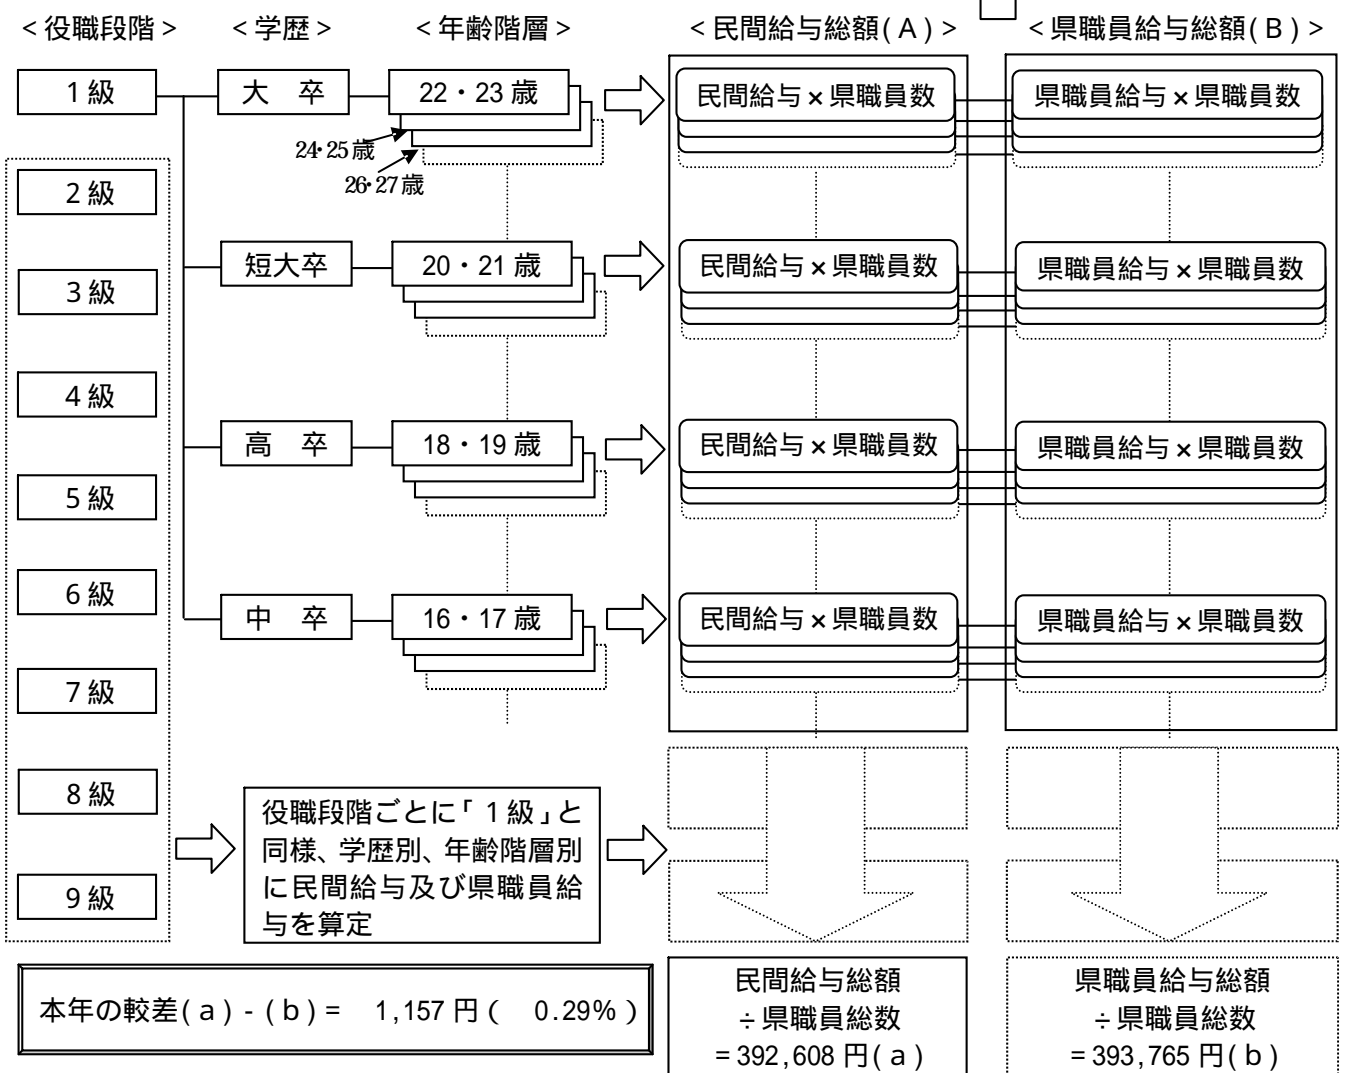 ＜役職段階＞ ＜学歴＞ ＜年齢階層＞ ＜民間給与総額(A)＞ ＜県職員給与総額(B)＞
1級 大　卒 22・23歳 民間給与×県職員数 県職員給与×県職員数
24・25歳
26・27歳
2級
短大卒 20・21歳 民間給与×県職員数 県職員給与×県職員数
3級
4級
高　卒 18・19歳 民間給与×県職員数 県職員給与×県職員数
5級
6級
中　卒 16・17歳 民間給与×県職員数 県職員給与×県職員数
7級
8級
9級
役職段階ごとに「1級」と
同様、学歴別、年齢階層別
に民間給与及び県職員給
与を算定
本年の較差(a)-(b)=　1,157円(　0.29%)
民間給与総額
÷県職員総数
=392,608円(a)
県職員給与総額
÷県職員総数
=393,765円(b)